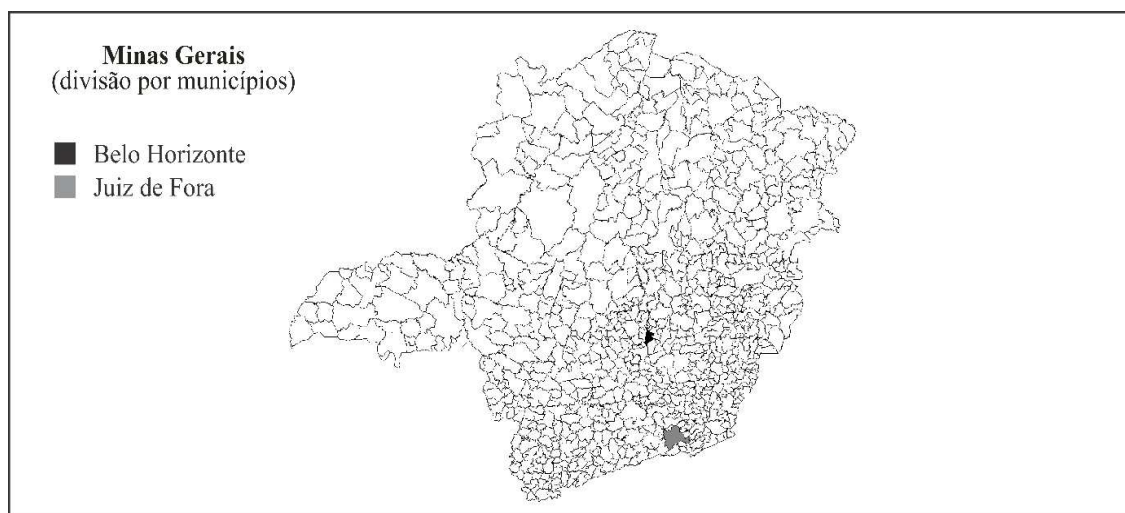 Minas Gerais
(divisão por municípios)
Belo Horizonte
Juiz de Fora